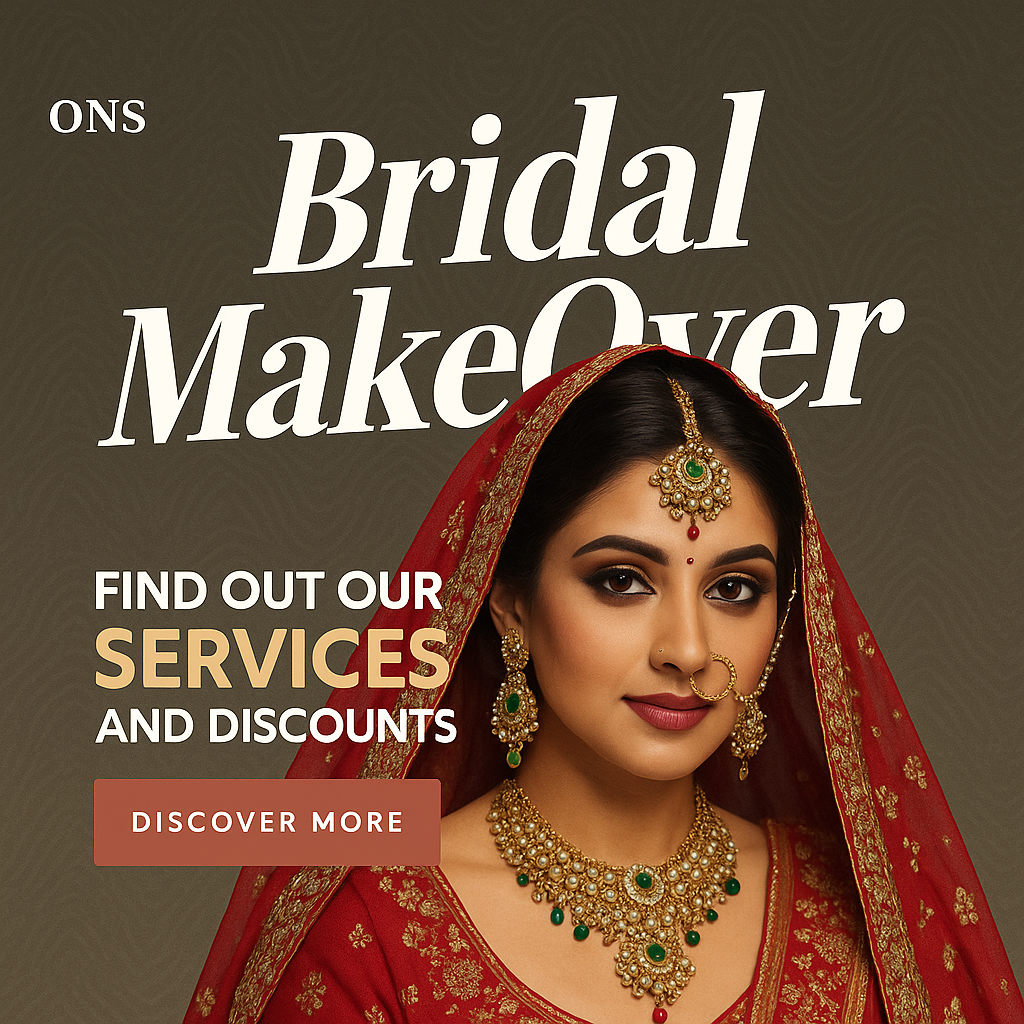 ONS
Bridal
MakeOver
FIND OUT OUR
SERVICES
AND DISCOUNTS
DISCOVER MORE